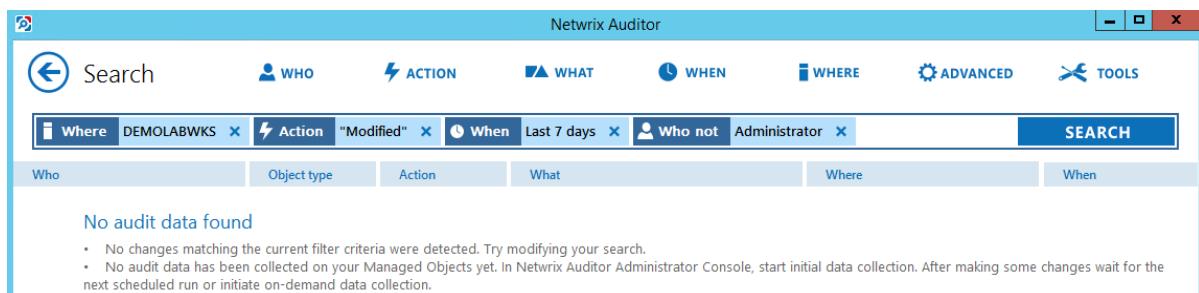 Netwrix Auditor
Search WHO ACTION WHAT WHEN WHERE ADVANCED TOOLS
Where DEMOLABWKS Action "Modified" When Last 7 days Who not Administrator SEARCH
Who Object type Action What Where When
No audit data found
• No changes matching the current filter criteria were detected. Try modifying your search.
• No audit data has been collected on your Managed Objects yet. In Netwrix Auditor Administrator Console, start initial data collection. After making some changes wait for the
next scheduled run or initiate on-demand data collection.